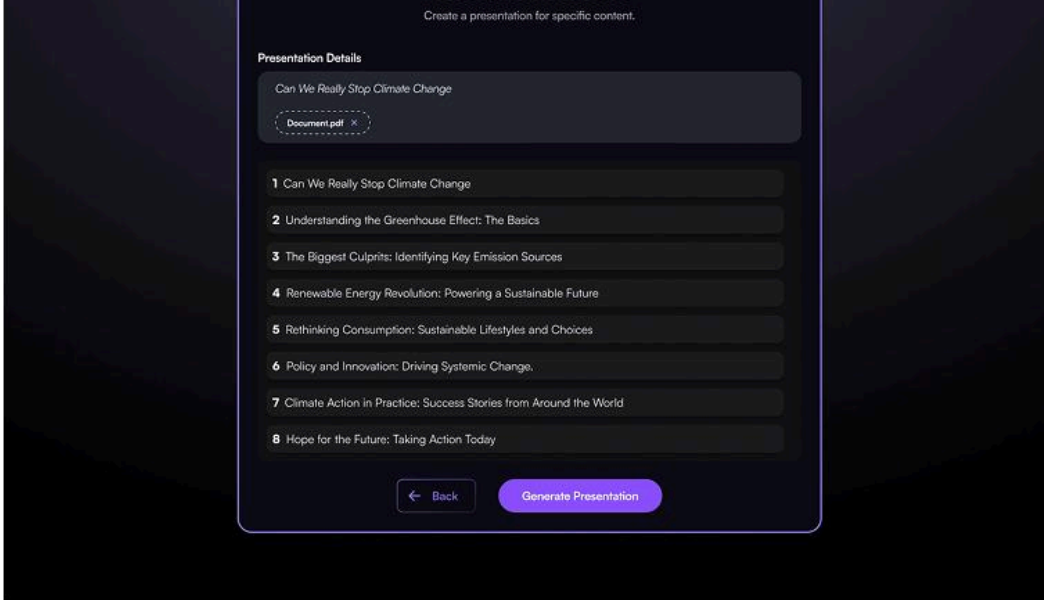 Create a presentation for specific content.
Presentation Details
Can We Really Stop Climate Change
Document.pdf ×
1 Can We Really Stop Climate Change
2 Understanding the Greenhouse Effect: The Basics
3 The Biggest Culprits: Identifying Key Emission Sources
4 Renewable Energy Revolution: Powering a Sustainable Future
5 Rethinking Consumption: Sustainable Lifestyles and Choices
6 Policy and Innovation: Driving Systemic Change.
7 Climate Action in Practice: Success Stories from Around the World
8 Hope for the Future: Taking Action Today
← Back
Generate Presentation